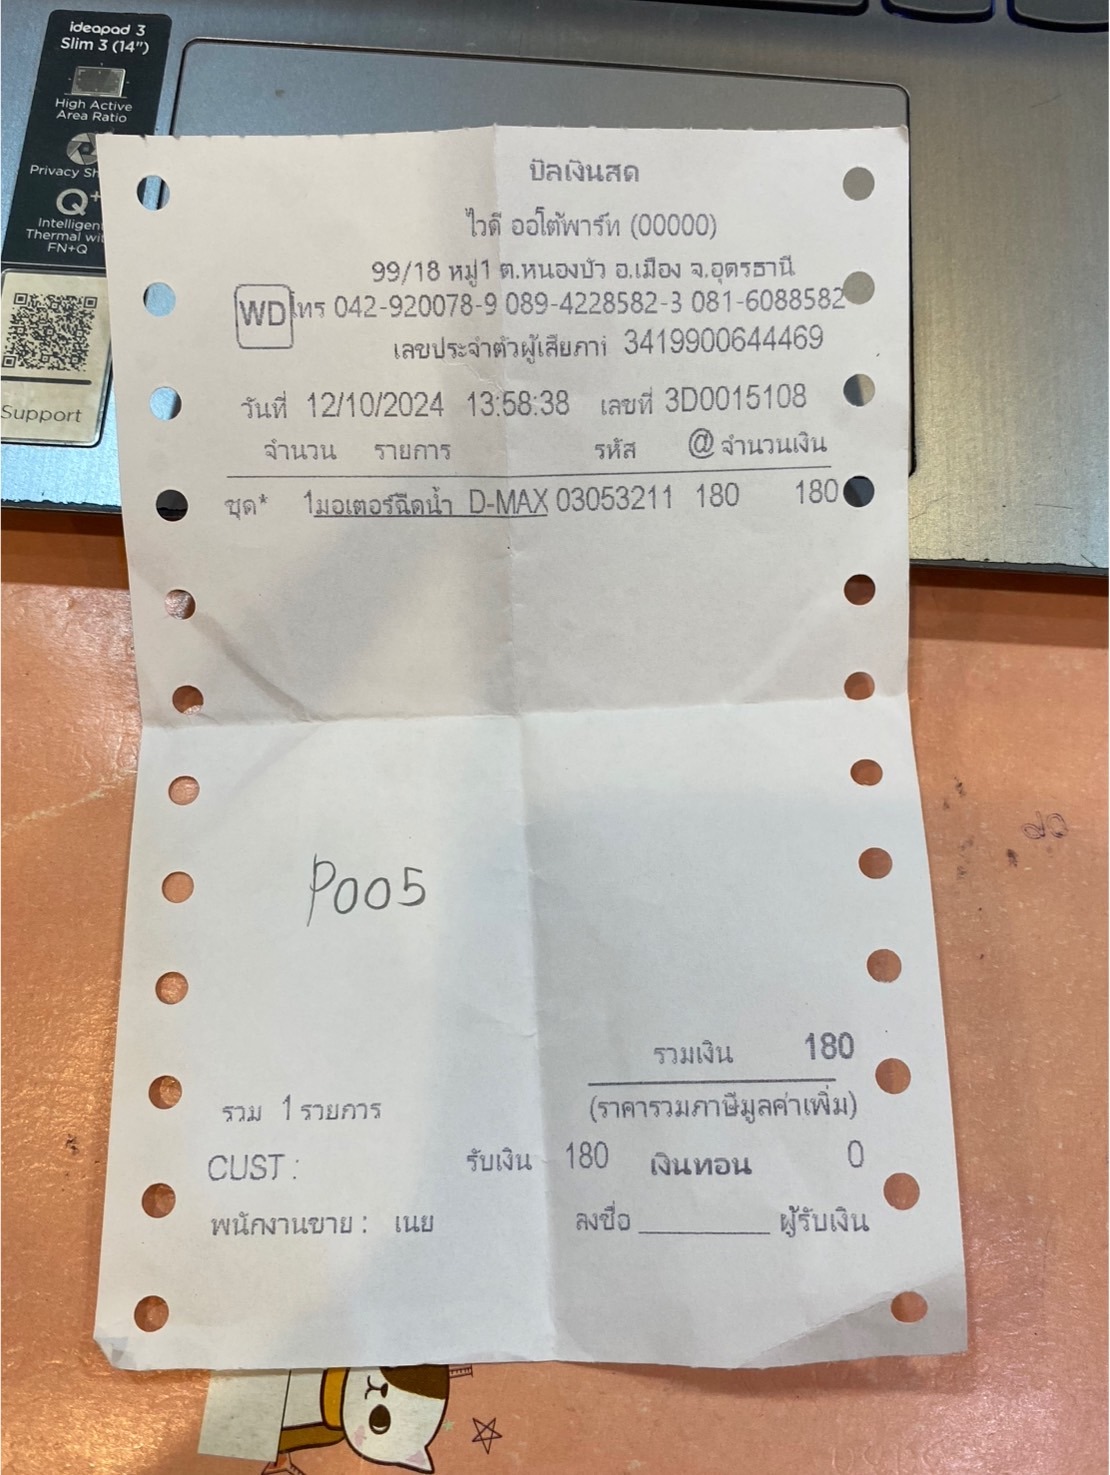 ideapad 3
Slim 3 (14")
High Active
Area Ratio
Privacy Sh
Q+
Intelligen
Thermal wi
FN+Q
Support
บิลเงินสด
ไวดี ออโต้พาร์ท (00000)
99/18 หมู่1 ต.หนองบัว อ.เมือง จ.อุดรธานี
WD โทร 042-920078-9 089-4228582-3 081-6088582
เลขประจำตัวผู้เสียภาษี 3419900644469
วันที่ 12/10/2024 13:58:38 เลขที่ 3D0015108
จำนวน รายการ รหัส @ จำนวนเงิน
ชุด* 1 มอเตอร์ฉีดน้ำ D-MAX 03053211 180 180
P005
รวมเงิน 180
(ราคารวมภาษีมูลค่าเพิ่ม)
รวม 1 รายการ
CUST : รับเงิน 180 เงินทอน 0
พนักงานขาย : เนย ลงชื่อ __________ ผู้รับเงิน